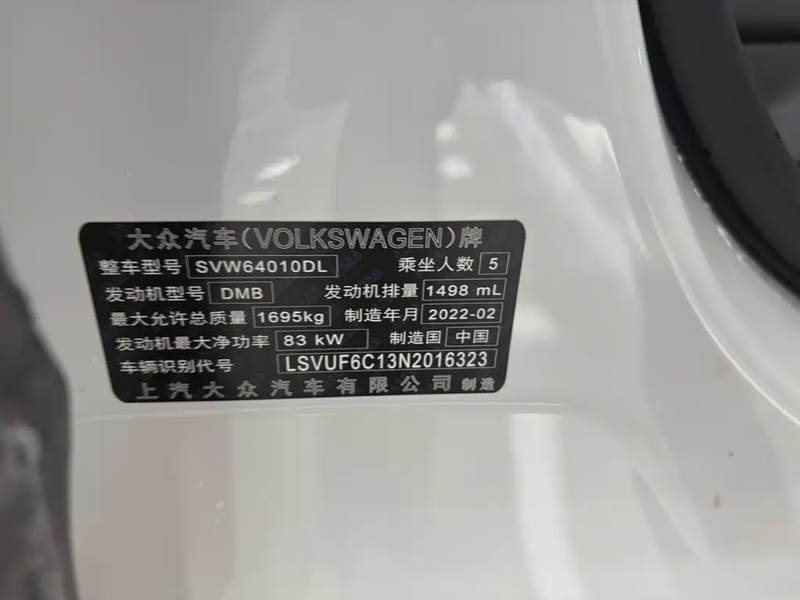 大众汽车(VOLKSWAGEN)牌
整车型号 SVW64010DL 乘坐人数 5
发动机型号 DMB 发动机排量 1498 mL
最大允许总质量 1695kg 制造年月 2022-02
发动机最大净功率 83 kW 制造国 中国
车辆识别代号 LSVUF6C13N2016323
上汽大众汽车有限公司 制造